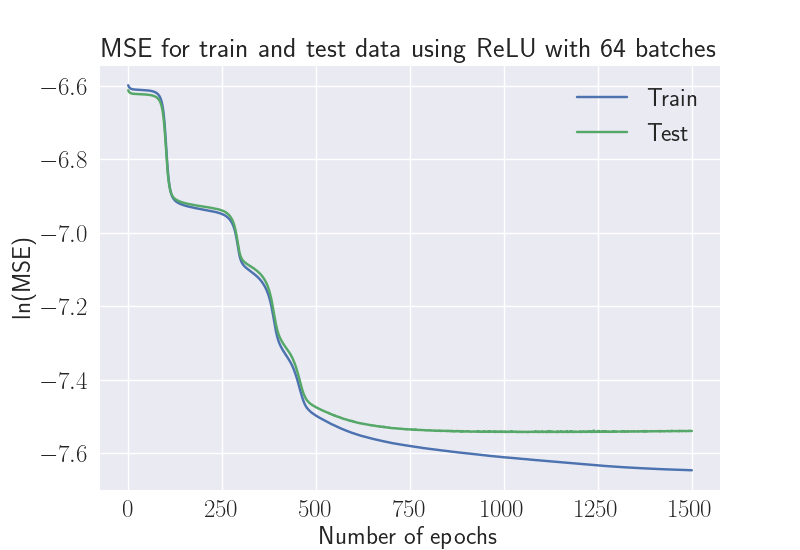 MSE for train and test data using ReLU with 64 batches
−6.6
−6.8
−7.0
−7.2
−7.4
−7.6
ln(MSE)
Train
Test
0 250 500 750 1000 1250 1500
Number of epochs